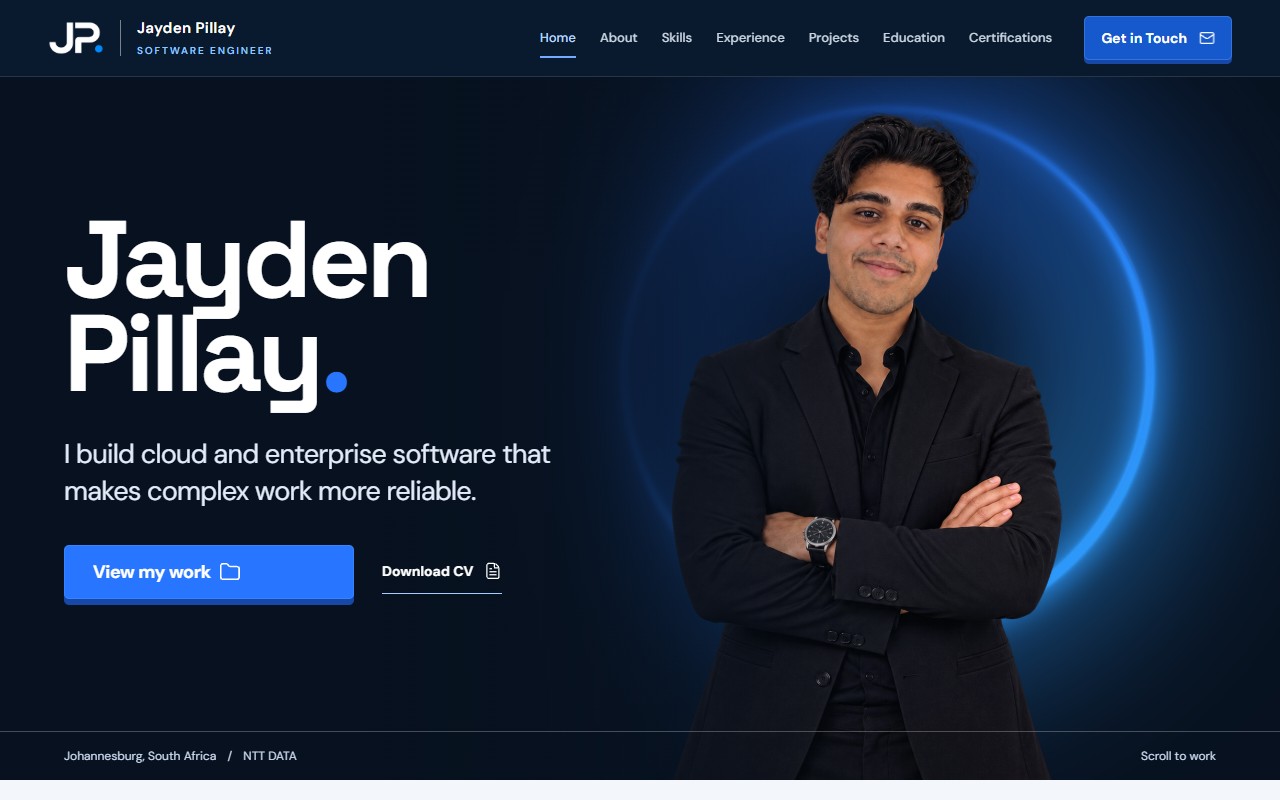 JP.
Jayden Pillay
SOFTWARE ENGINEER
Home About Skills Experience Projects Education Certifications Get in Touch
Jayden
Pillay.
I build cloud and enterprise software that
makes complex work more reliable.
View my work Download CV
Johannesburg, South Africa / NTT DATA Scroll to work